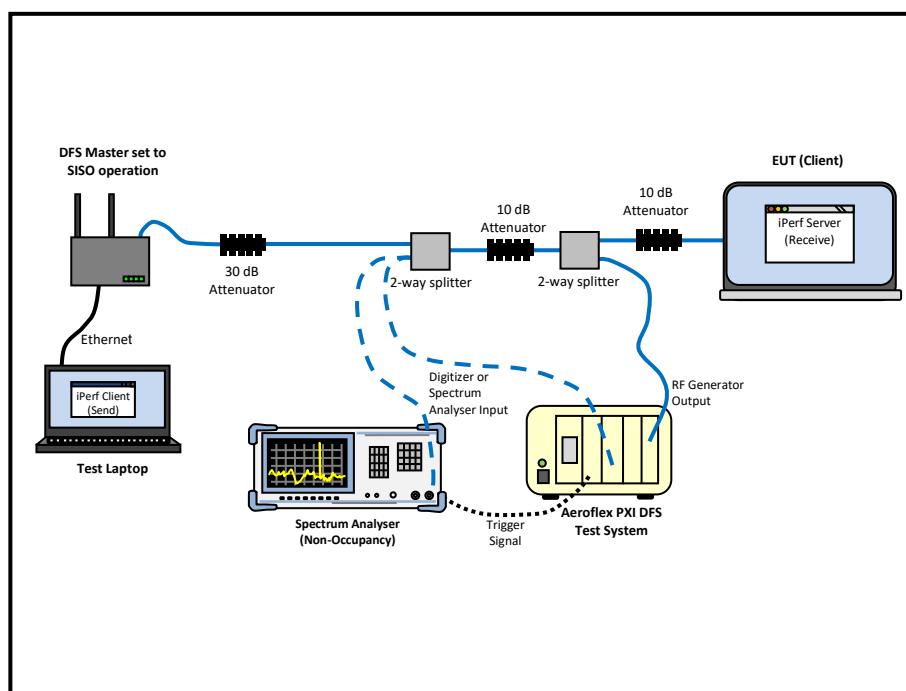 DFS Master set to
SISO operation
EUT (Client)
10 dB
Attenuator
10 dB
Attenuator
iPerf Server
(Receive)
30 dB
Attenuator
2-way splitter
2-way splitter
Ethernet
iPerf Client
(Send)
Test Laptop
Digitizer or
Spectrum
Analyser Input
RF Generator
Output
Spectrum Analyser
(Non-Occupancy)
Trigger
Signal
Aeroflex PXI DFS
Test System